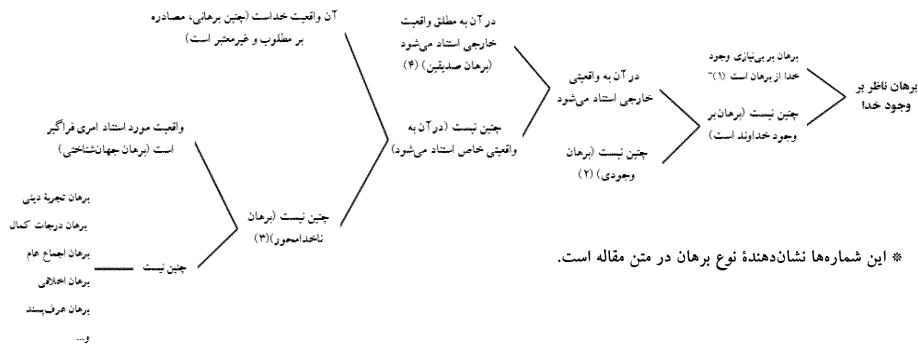 برهان ناظر بر
وجود خدا
برهان بر بی‌نیازی وجود
خدا از برهان است (۱)*
چنین نیست (برهان بر
وجود خداوند است)
در آن به واقعیتی
خارجی استناد می‌شود
چنین نیست (برهان
وجودی) (۲)
در آن به مطلق واقعیت
خارجی استناد می‌شود
(برهان صدیقین) (۴)
چنین نیست (در آن به
واقعیتی خاص استناد می‌شود)
آن واقعیت خداست (چنین برهانی، مصادره
بر مطلوب و غیرمعتبر است)
چنین نیست (برهان
ناخدامحور)(۳)
واقعیت مورد استناد امری فراگیر
است (برهان جهان‌شناختی)
چنین نیست
برهان تجربهٔ دینی
برهان درجات کمال
برهان اجماع عام
برهان اخلاقی
برهان عرف‌پسند
و...
* این شماره‌ها نشان‌دهندهٔ نوع برهان در متن مقاله است.